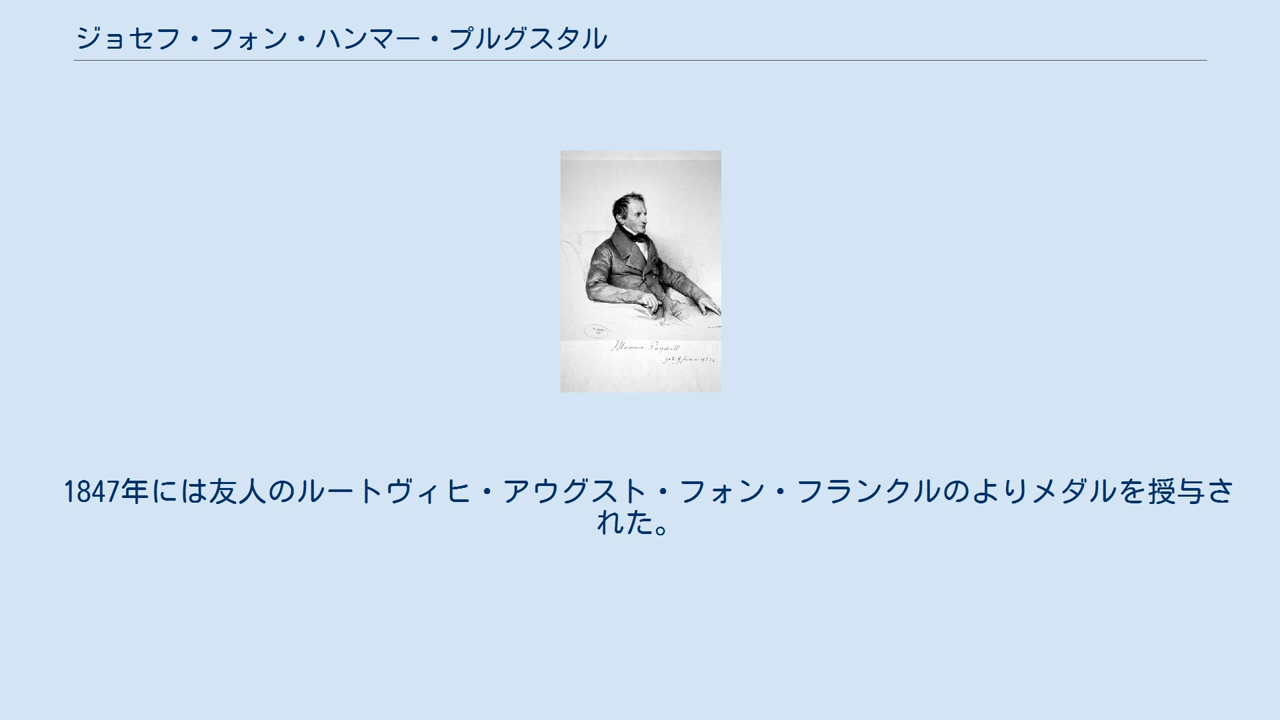 ジョセフ・フォン・ハンマー・プルグスタル
1847年には友人のルートヴィヒ・アウグスト・フォン・フランクルのよりメダルを授与さ
れた。